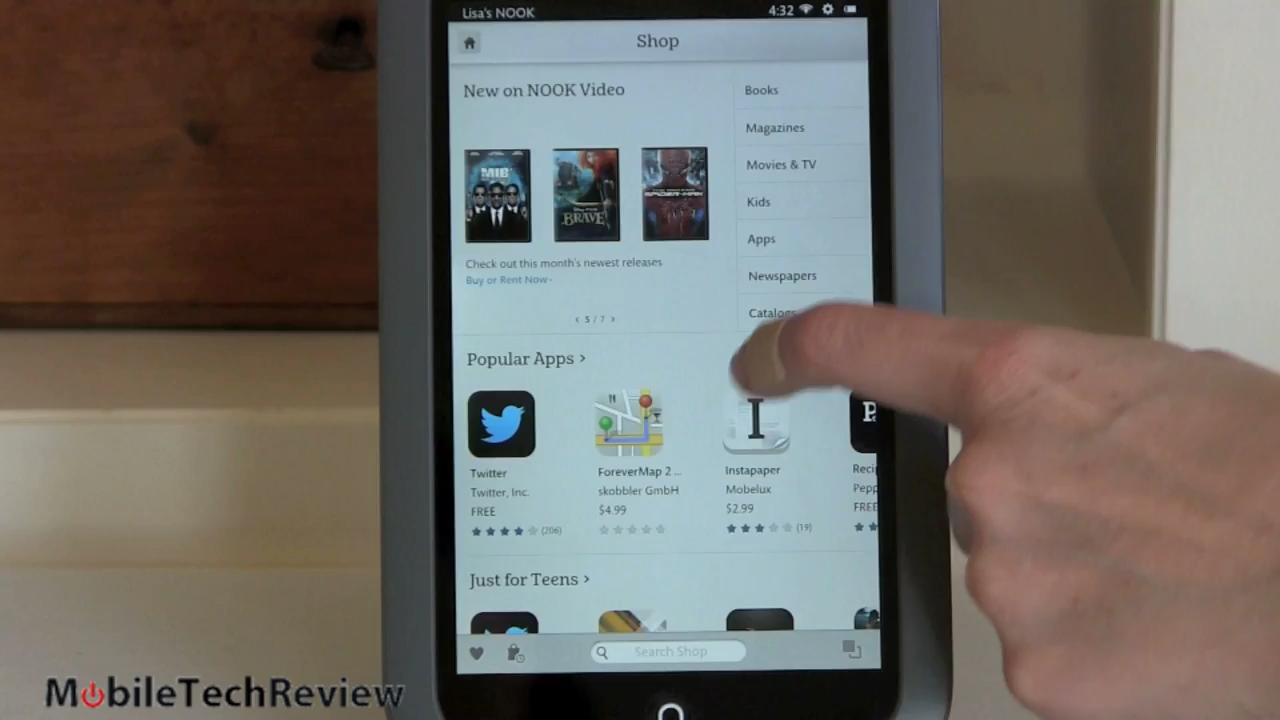 Lisa's NOOK
4:32
Shop
New on NOOK Video
Books
Magazines
Movies & TV
Kids
Apps
Newspapers
Catalogs
MIB
BRAVE
SPIDER-MAN
Check out this month's newest releases
Buy or Rent Now ›
‹ 5 / 7 ›
Popular Apps ›
I
P
Twitter
ForeverMap 2 ...
Instapaper
Reci
Twitter, Inc.
skobbler GmbH
Mobelux
Pepp
FREE
$4.99
$2.99
FREE
(206)
(19)
Just for Teens ›
Search Shop
MobileTechReview